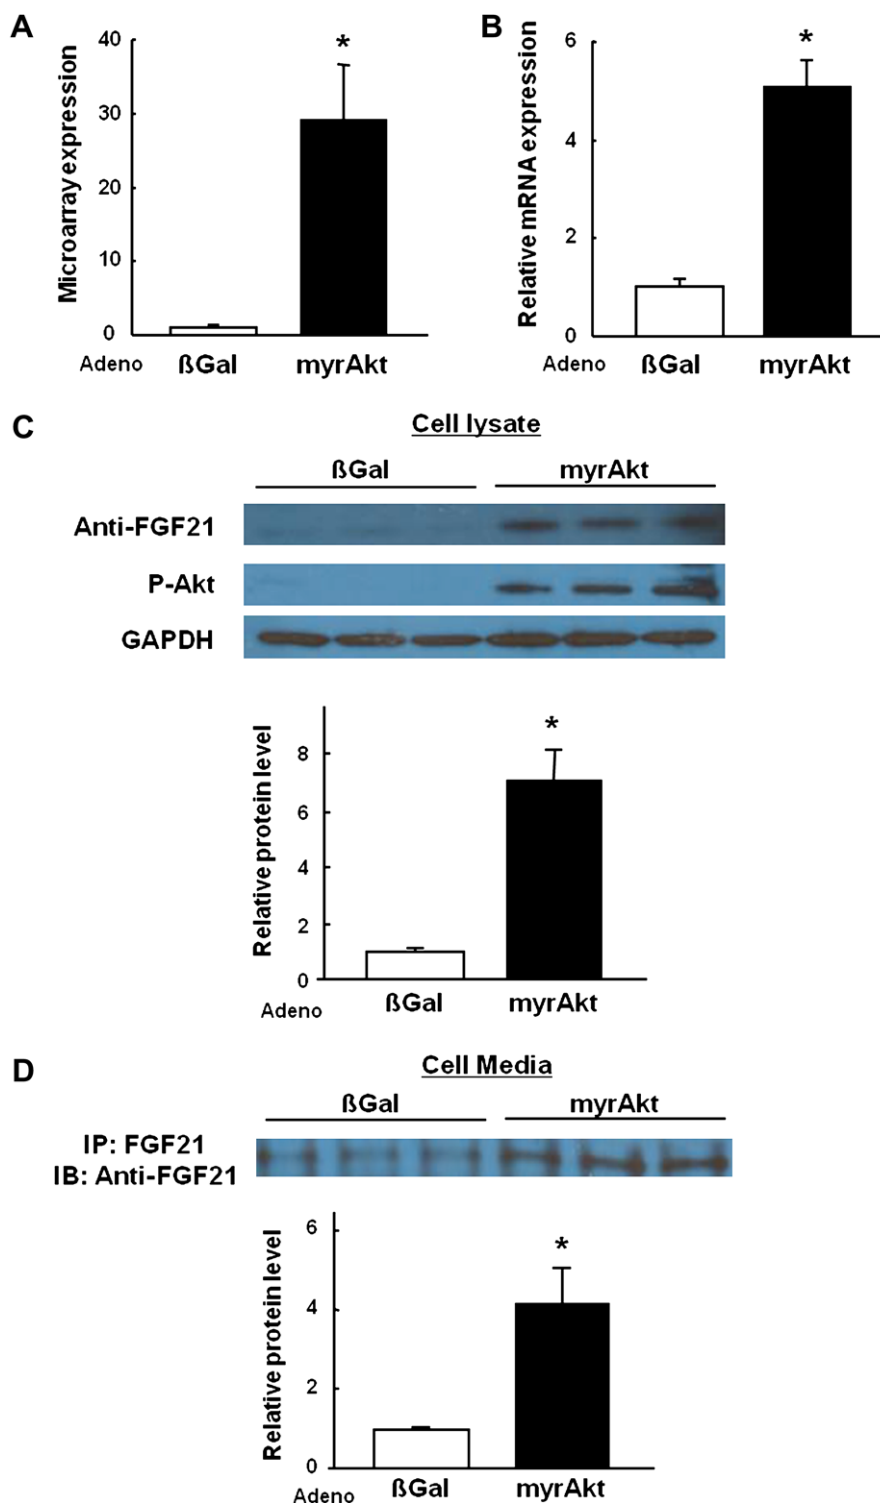 A
Microarray expression
40
30
20
10
0
*
Adeno ßGal myrAkt
B
Relative mRNA expression
6
4
2
0
*
Adeno ßGal myrAkt
C
Cell lysate
ßGal myrAkt
Anti-FGF21
P-Akt
GAPDH
Relative protein level
8
6
4
2
0
*
Adeno ßGal myrAkt
D
Cell Media
ßGal myrAkt
IP: FGF21
IB: Anti-FGF21
Relative protein level
6
4
2
0
*
Adeno ßGal myrAkt